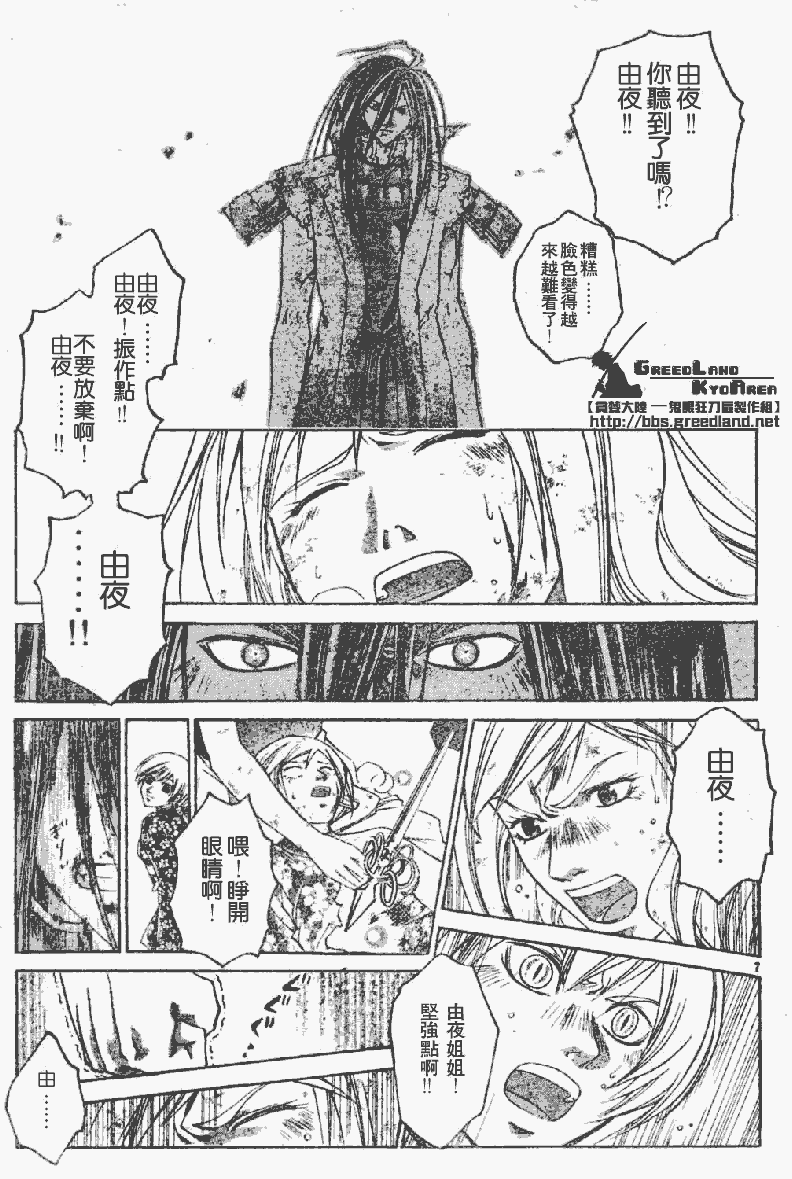 由夜!!
你聽到了嗎!?
由夜!!
糟糕……
臉色變得越
來越難看了!
GREEDLAND
KYOAREA
【貪婪大陸一鬼眼狂刀區製作組】
http://bbs.greedland.net
由夜……
由夜!振作點!!
不要放棄啊!
由夜……!!
由夜
……!!
由夜
……
喂!睜開
眼睛啊!
7
由夜姐姐!
堅強點啊!!
由……